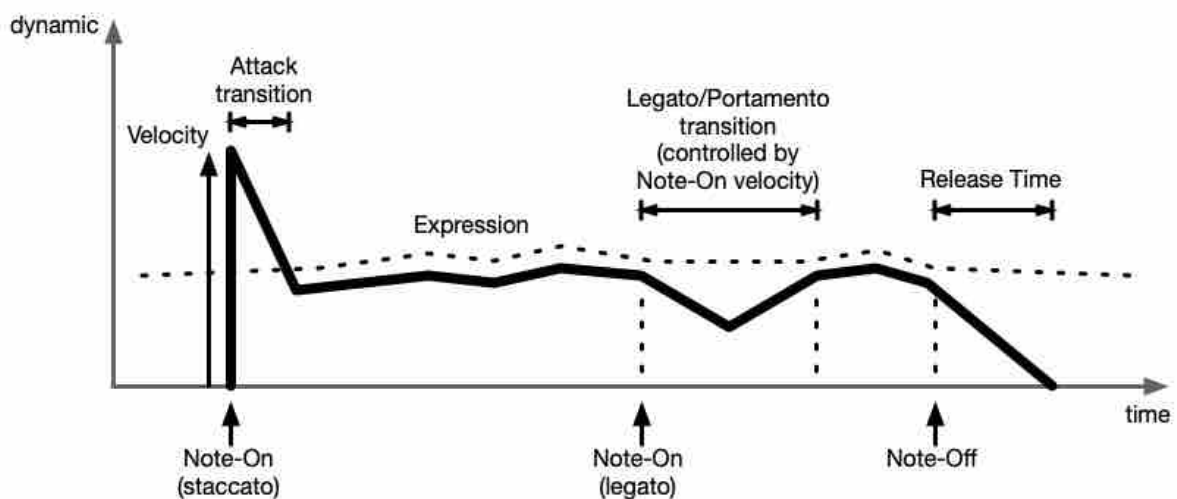 dynamic
Attack
transition
Velocity
Legato/Portamento
transition
(controlled by
Note-On velocity)
Release Time
Expression
time
Note-On
(staccato)
Note-On
(legato)
Note-Off